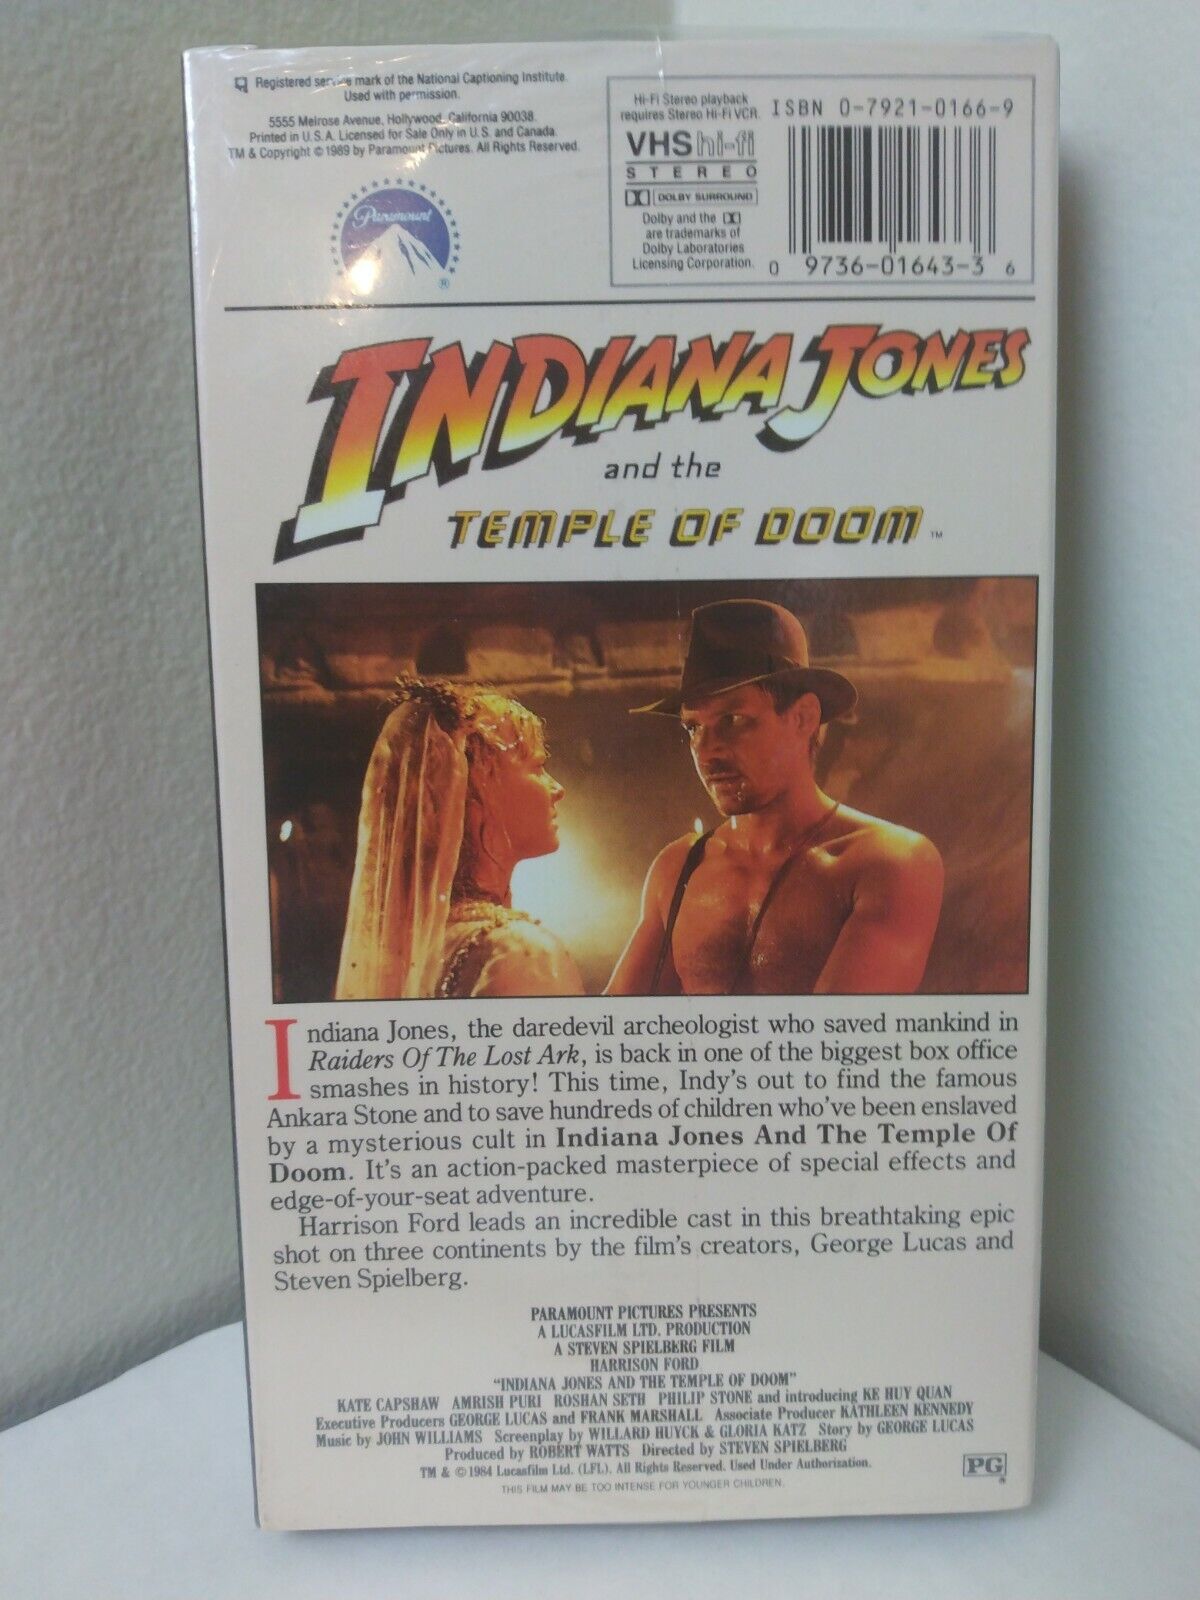 Registered service mark of the National Captioning Institute.
Used with permission.
5555 Melrose Avenue, Hollywood, California 90038.
Printed in U.S.A. Licensed for Sale Only in U.S. and Canada.
TM & Copyright © 1989 by Paramount Pictures. All Rights Reserved.
Paramount
®
Hi-Fi Stereo playback
requires Stereo Hi-Fi VCR.
VHS hi-fi
STEREO
DOLBY SURROUND
Dolby and the
are trademarks of
Dolby Laboratories
Licensing Corporation.
ISBN 0-7921-0166-9
0 9736-01643-3 6
INDIANA JONES
and the
TEMPLE OF DOOM ™
Indiana Jones, the daredevil archeologist who saved mankind in
Raiders Of The Lost Ark, is back in one of the biggest box office
smashes in history! This time, Indy's out to find the famous
Ankara Stone and to save hundreds of children who've been enslaved
by a mysterious cult in Indiana Jones And The Temple Of
Doom. It's an action-packed masterpiece of special effects and
edge-of-your-seat adventure.
Harrison Ford leads an incredible cast in this breathtaking epic
shot on three continents by the film's creators, George Lucas and
Steven Spielberg.
PARAMOUNT PICTURES PRESENTS
A LUCASFILM LTD. PRODUCTION
A STEVEN SPIELBERG FILM
HARRISON FORD
"INDIANA JONES AND THE TEMPLE OF DOOM"
KATE CAPSHAW AMRISH PURI ROSHAN SETH PHILIP STONE and introducing KE HUY QUAN
Executive Producers GEORGE LUCAS and FRANK MARSHALL Associate Producer KATHLEEN KENNEDY
Music by JOHN WILLIAMS Screenplay by WILLARD HUYCK & GLORIA KATZ Story by GEORGE LUCAS
Produced by ROBERT WATTS Directed by STEVEN SPIELBERG
TM & © 1984 Lucasfilm Ltd. (LFL). All Rights Reserved. Used Under Authorization.
THIS FILM MAY BE TOO INTENSE FOR YOUNGER CHILDREN.
PG
®